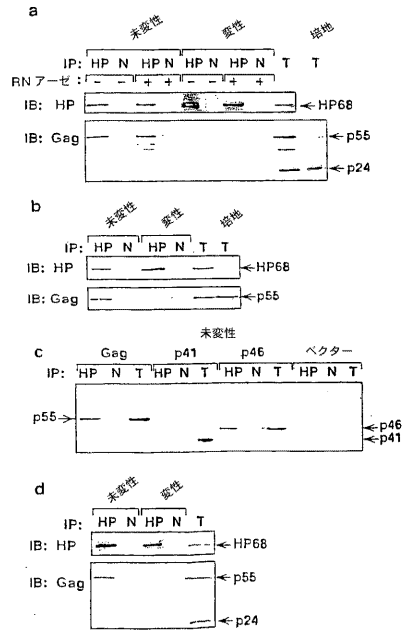 a
未変性 変性 培地
IP: HP N HP N HP N HP N T T
RN アーゼ - - + + - - + +
IB: HP HP68
IB: Gag p55
p24
b
未変性 変性 培地
IP: HP N HP N T T
IB: HP HP68
IB: Gag p55
未変性
c Gag p41 p46 ベクター
IP: HP N T HP N T HP N T HP N T
p55 p46
p41
d
未変性 変性
IP: HP N HP N T
IB: HP HP68
IB: Gag p55
p24